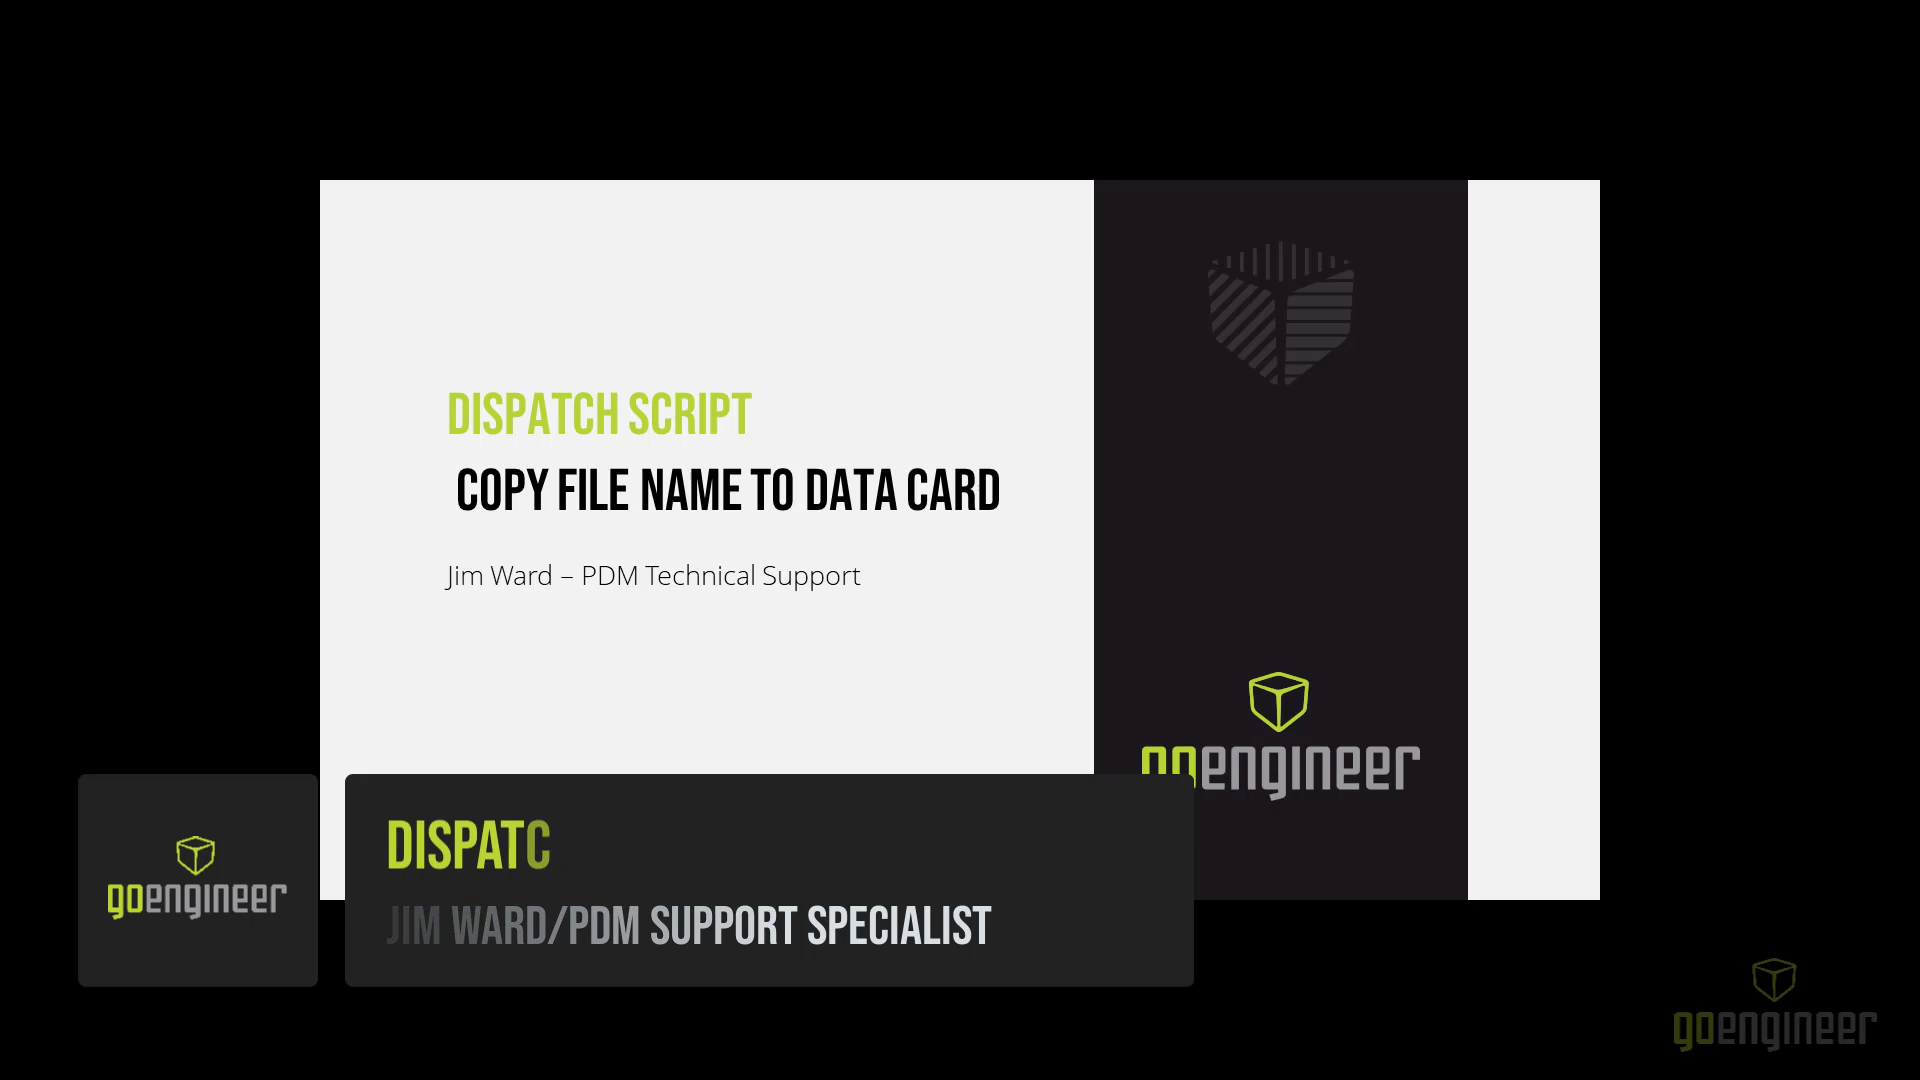 DISPATCH SCRIPT
COPY FILE NAME TO DATA CARD
Jim Ward – PDM Technical Support
goengineer
goengineer
DISPATC
JIM WARD/PDM SUPPORT SPECIALIST
goengineer